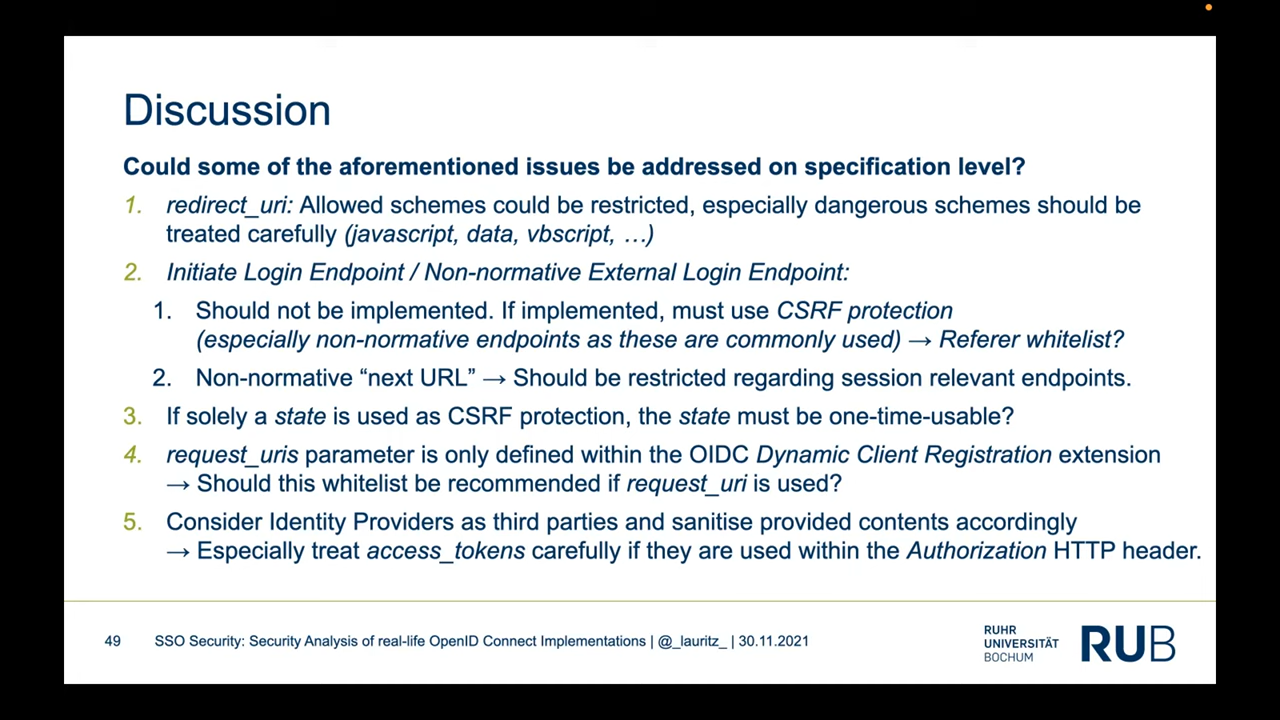 Discussion
Could some of the aforementioned issues be addressed on specification level?
1. redirect_uri: Allowed schemes could be restricted, especially dangerous schemes should be
treated carefully (javascript, data, vbscript, …)
2. Initiate Login Endpoint / Non-normative External Login Endpoint:
1. Should not be implemented. If implemented, must use CSRF protection
(especially non-normative endpoints as these are commonly used) → Referer whitelist?
2. Non-normative “next URL” → Should be restricted regarding session relevant endpoints.
3. If solely a state is used as CSRF protection, the state must be one-time-usable?
4. request_uris parameter is only defined within the OIDC Dynamic Client Registration extension
→ Should this whitelist be recommended if request_uri is used?
5. Consider Identity Providers as third parties and sanitise provided contents accordingly
→ Especially treat access_tokens carefully if they are used within the Authorization HTTP header.
49 SSO Security: Security Analysis of real-life OpenID Connect Implementations | @_lauritz_ | 30.11.2021
RUHR
UNIVERSITÄT
BOCHUM
RUB